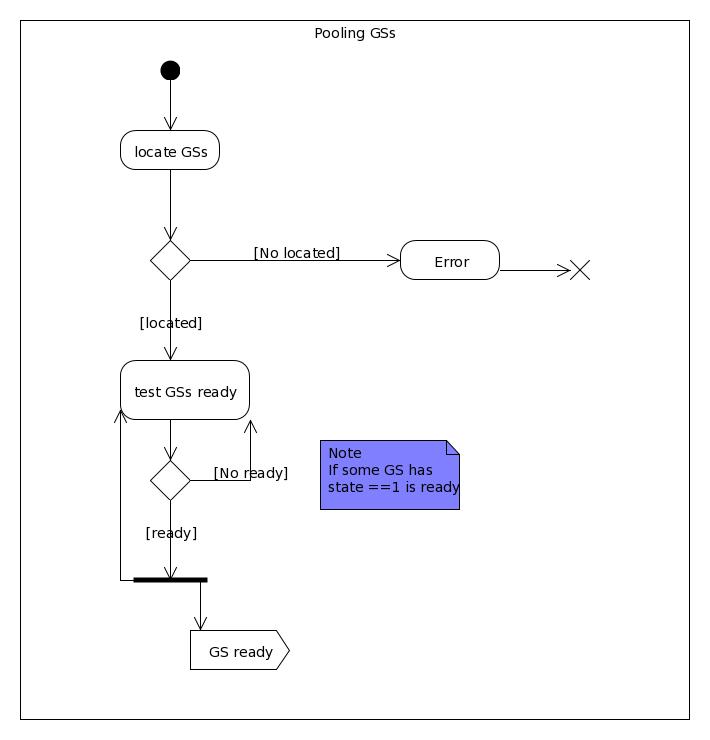 Pooling GSs
locate GSs
[No located]
Error
[located]
test GSs ready
[No ready]
Note
If some GS has
state ==1 is ready
[ready]
GS ready